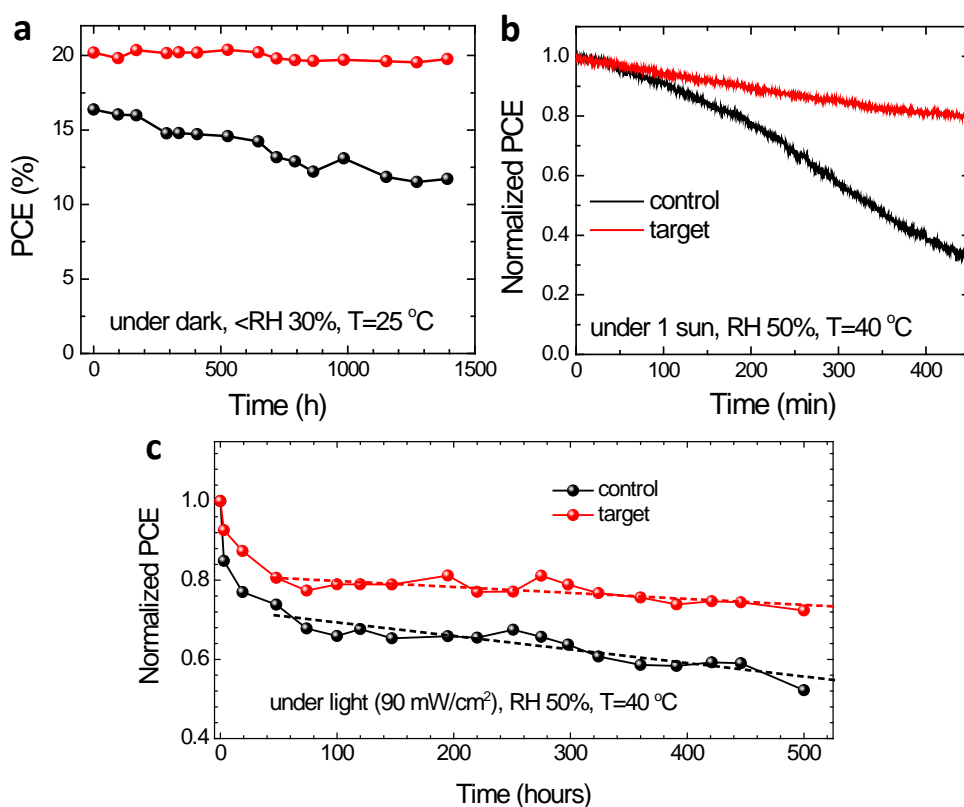 a
PCE (%)
20
15
10
5
0
under dark, <RH 30%, T=25 °C
0 500 1000 1500
Time (h)
b
Normalized PCE
1.0
0.8
0.6
0.4
0.2
0.0
control
target
under 1 sun, RH 50%, T=40 °C
0 100 200 300 400
Time (min)
c
Normalized PCE
1.0
0.8
0.6
0.4
control
target
under light (90 mW/cm²), RH 50%, T=40 °C
0 100 200 300 400 500
Time (hours)